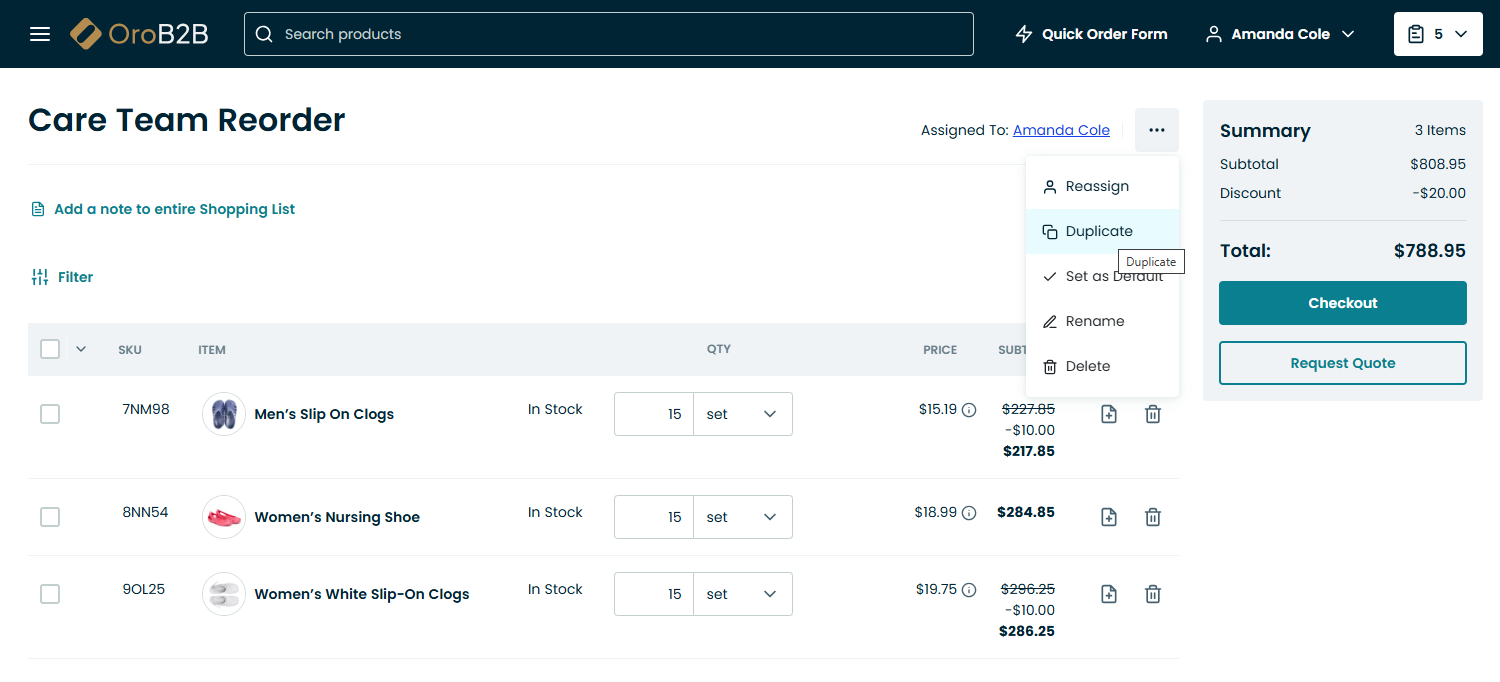 OroB2B
Search products
Quick Order Form
Amanda Cole
5
Care Team Reorder
Assigned To: Amanda Cole
Reassign
Duplicate
Duplicate
Set as Default
Rename
Delete
Add a note to entire Shopping List
Filter
SKU ITEM QTY PRICE SUBT
7NM98 Men’s Slip On Clogs In Stock 15 set $15.19 $227.85
-$10.00
$217.85
8NN54 Women’s Nursing Shoe In Stock 15 set $18.99 $284.85
9OL25 Women’s White Slip-On Clogs In Stock 15 set $19.75 $296.25
-$10.00
$286.25
Summary 3 Items
Subtotal $808.95
Discount -$20.00
Total: $788.95
Checkout
Request Quote